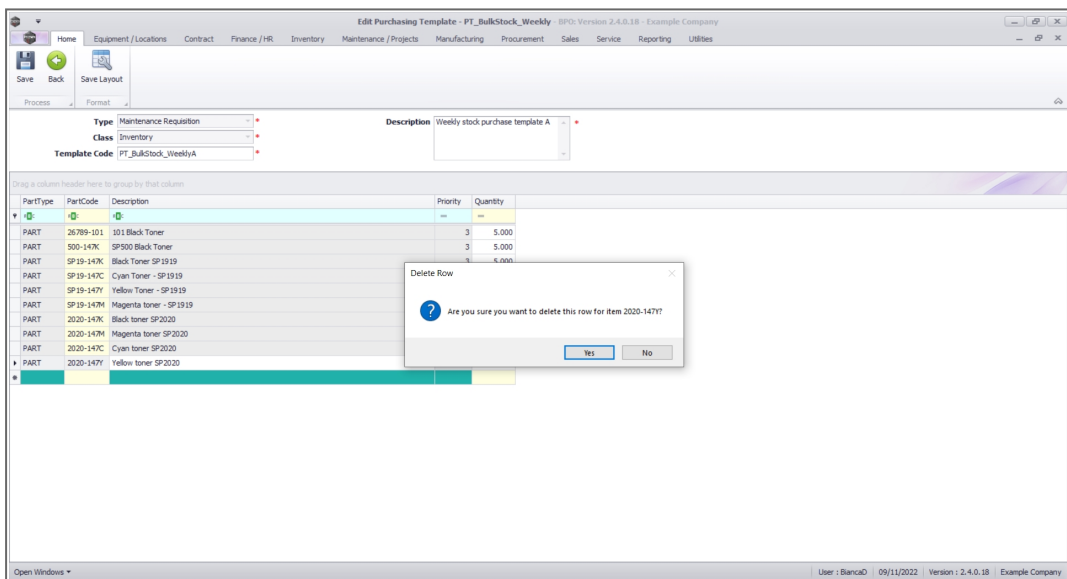 Edit Purchasing Template - PT_BulkStock_Weekly - BPO: Version 2.4.0.18 - Example Company
Home Equipment / Locations Contract Finance / HR Inventory Maintenance / Projects Manufacturing Procurement Sales Service Reporting Utilities
Save Back Save Layout
Process Format
Type Maintenance Requisition * Description Weekly stock purchase template A *
Class Inventory *
Template Code PT_BulkStock_WeeklyA *
Drag a column header here to group by that column
PartType PartCode Description Priority Quantity
PART 26789-101 101 Black Toner 3 5.000
PART 500-147K SP500 Black Toner 3 5.000
PART SP19-147K Black Toner SP1919 3 5.000
PART SP19-147C Cyan Toner - SP1919
PART SP19-147Y Yellow Toner - SP1919
PART SP19-147M Magenta toner - SP1919
PART 2020-147K Black toner SP2020
PART 2020-147M Magenta toner SP2020
PART 2020-147C Cyan toner SP2020
PART 2020-147Y Yellow toner SP2020
Delete Row
Are you sure you want to delete this row for item 2020-147Y?
Yes No
Open Windows User : BiancaD 09/11/2022 Version : 2.4.0.18 Example Company